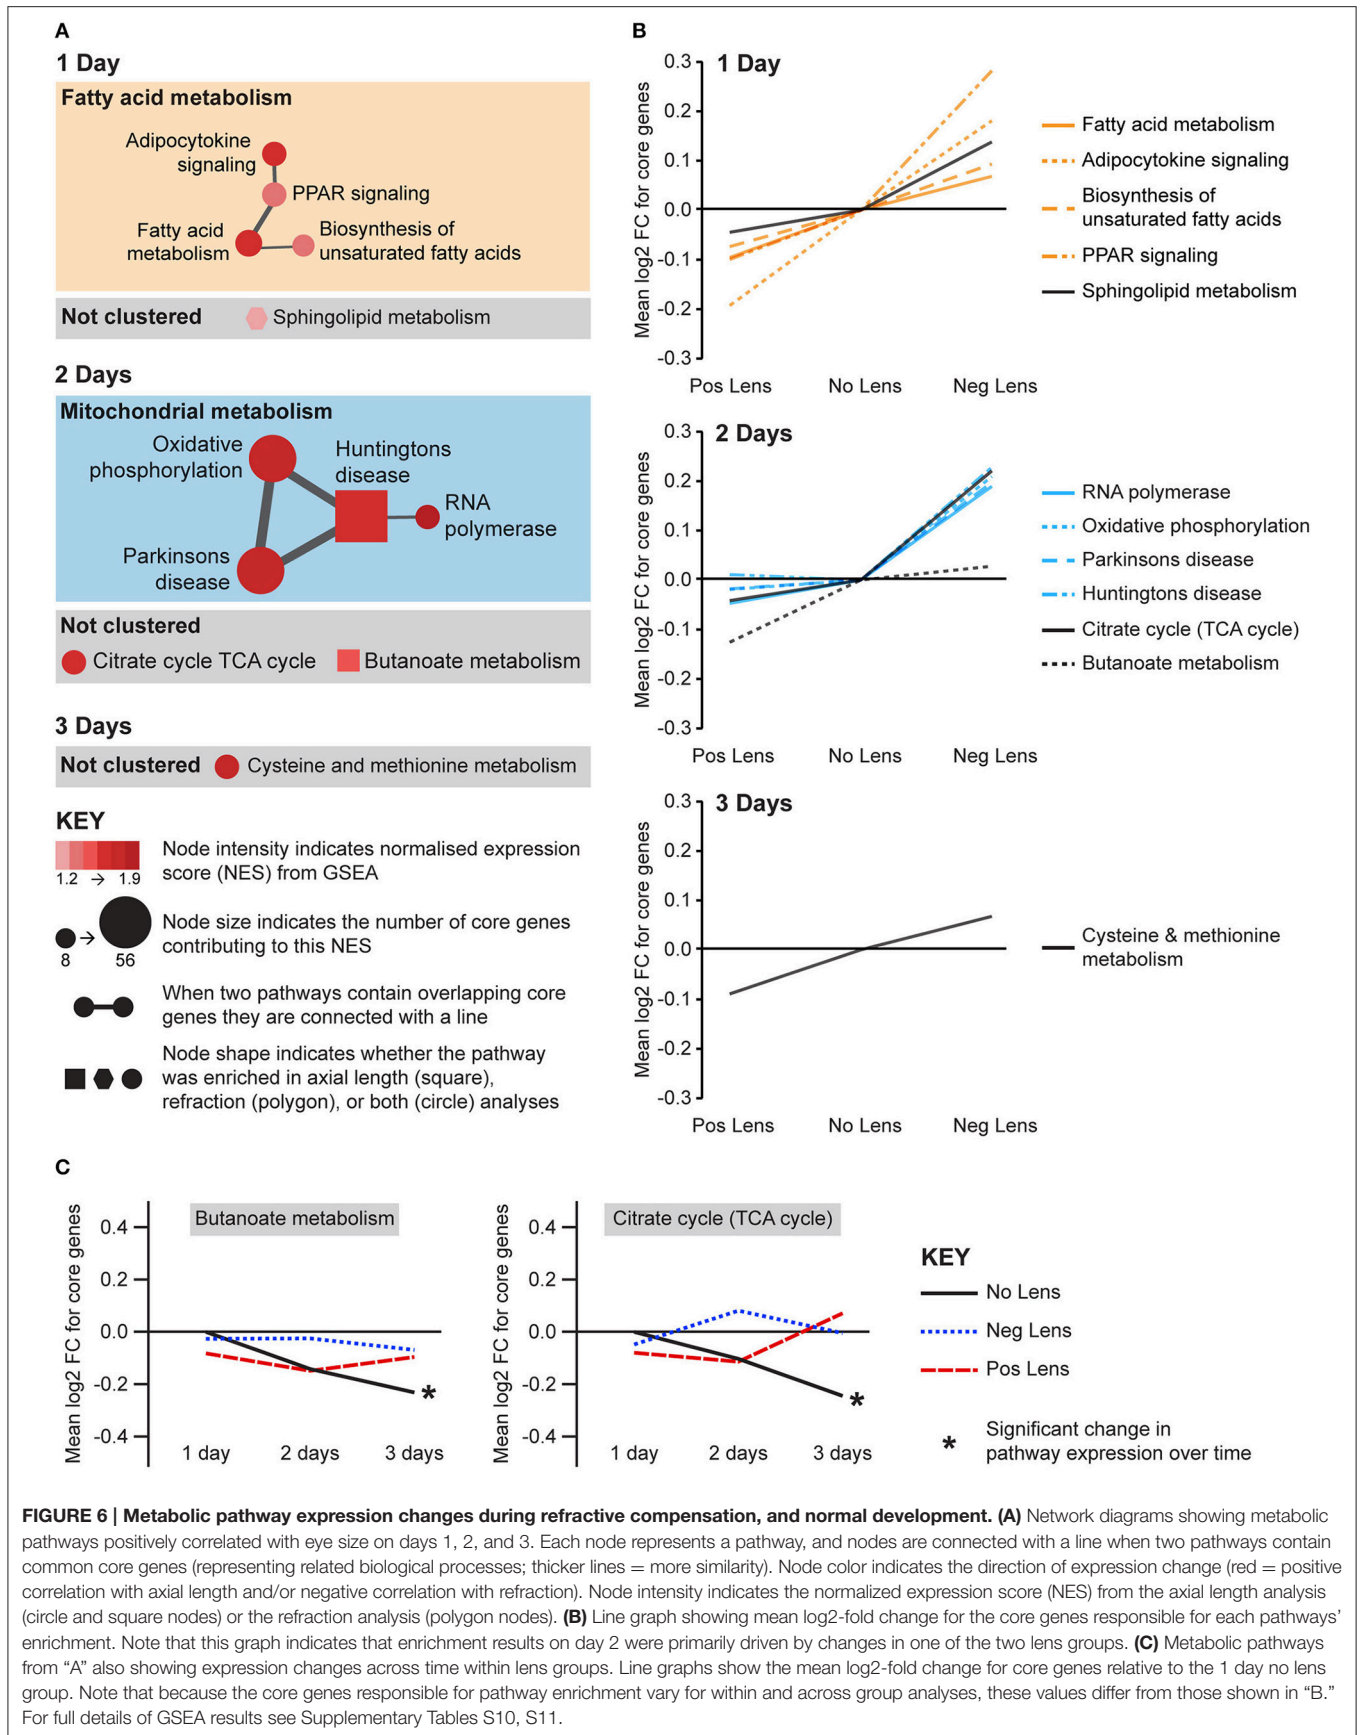 A
1 Day
Fatty acid metabolism
Adipocytokine
signaling
PPAR signaling
Fatty acid
metabolism
Biosynthesis of
unsaturated fatty acids
Not clustered
Sphingolipid metabolism
2 Days
Mitochondrial metabolism
Oxidative
phosphorylation
Huntingtons
disease
RNA
polymerase
Parkinsons
disease
Not clustered
Citrate cycle TCA cycle
Butanoate metabolism
3 Days
Not clustered
Cysteine and methionine metabolism
KEY
1.2 → 1.9
Node intensity indicates normalised expression
score (NES) from GSEA
8 → 56
Node size indicates the number of core genes
contributing to this NES
When two pathways contain overlapping core
genes they are connected with a line
Node shape indicates whether the pathway
was enriched in axial length (square),
refraction (polygon), or both (circle) analyses
B
1 Day
Mean log2 FC for core genes
0.3
0.2
0.1
0.0
-0.1
-0.2
-0.3
Pos Lens
No Lens
Neg Lens
Fatty acid metabolism
Adipocytokine signaling
Biosynthesis of
unsaturated fatty acids
PPAR signaling
Sphingolipid metabolism
2 Days
Mean log2 FC for core genes
0.3
0.2
0.1
0.0
-0.1
-0.2
-0.3
Pos Lens
No Lens
Neg Lens
RNA polymerase
Oxidative phosphorylation
Parkinsons disease
Huntingtons disease
Citrate cycle (TCA cycle)
Butanoate metabolism
3 Days
Mean log2 FC for core genes
0.3
0.2
0.1
0.0
-0.1
-0.2
-0.3
Pos Lens
No Lens
Neg Lens
Cysteine & methionine
metabolism
C
Butanoate metabolism
Mean log2 FC for core genes
0.4
0.2
0.0
-0.2
-0.4
*
1 day
2 days
3 days
Citrate cycle (TCA cycle)
Mean log2 FC for core genes
0.4
0.2
0.0
-0.2
-0.4
*
1 day
2 days
3 days
KEY
No Lens
Neg Lens
Pos Lens
* Significant change in
pathway expression over time
FIGURE 6 | Metabolic pathway expression changes during refractive compensation, and normal development. (A) Network diagrams showing metabolic
pathways positively correlated with eye size on days 1, 2, and 3. Each node represents a pathway, and nodes are connected with a line when two pathways contain
common core genes (representing related biological processes; thicker lines = more similarity). Node color indicates the direction of expression change (red = positive
correlation with axial length and/or negative correlation with refraction). Node intensity indicates the normalized expression score (NES) from the axial length analysis
(circle and square nodes) or the refraction analysis (polygon nodes). (B) Line graph showing mean log2-fold change for the core genes responsible for each pathways'
enrichment. Note that this graph indicates that enrichment results on day 2 were primarily driven by changes in one of the two lens groups. (C) Metabolic pathways
from "A" also showing expression changes across time within lens groups. Line graphs show the mean log2-fold change for core genes relative to the 1 day no lens
group. Note that because the core genes responsible for pathway enrichment vary for within and across group analyses, these values differ from those shown in "B."
For full details of GSEA results see Supplementary Tables S10, S11.